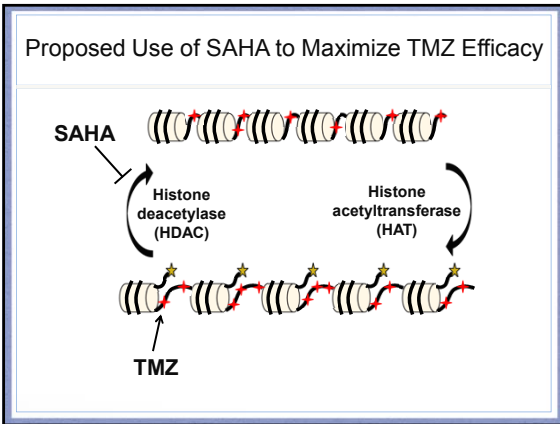 Proposed Use of SAHA to Maximize TMZ Efficacy
SAHA
Histone
deacetylase
(HDAC)
Histone
acetyltransferase
(HAT)
TMZ